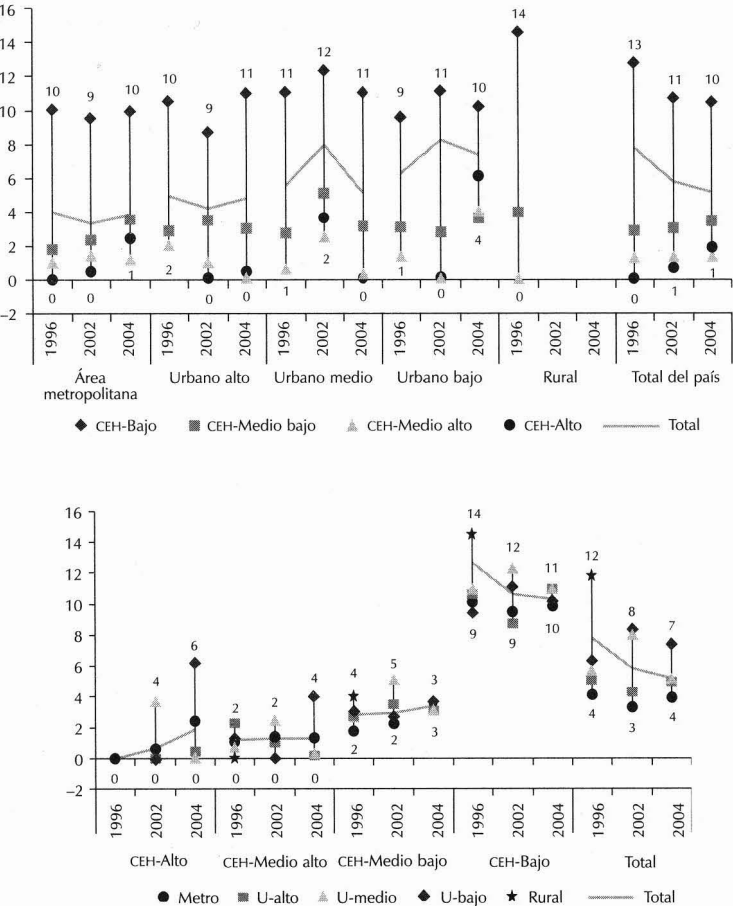 16
14
12
10
8
6
4
2
0
−2
10 9 10 10 9 11 11 12 11 9 11 10 14 13 11 10
0 0 1 2 0 0 1 2 0 1 0 4 0 0 1 1
1996 2002 2004 1996 2002 2004 1996 2002 2004 1996 2002 2004 1996 2002 2004 1996 2002 2004
Área metropolitana Urbano alto Urbano medio Urbano bajo Rural Total del país
CEH-Bajo CEH-Medio bajo CEH-Medio alto CEH-Alto Total
16
14
12
10
8
6
4
2
0
−2
4 6 2 2 4 4 5 3 14 12 11 12 8 7
0 0 0 0 0 0 2 2 3 9 9 10 4 3 4
1996 2002 2004 1996 2002 2004 1996 2002 2004 1996 2002 2004 1996 2002 2004
CEH-Alto CEH-Medio alto CEH-Medio bajo CEH-Bajo Total
Metro U-alto U-medio U-bajo Rural Total